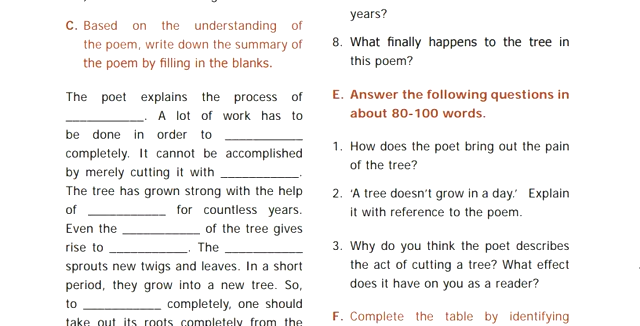 C. Based on the understanding of
the poem, write down the summary of
the poem by filling in the blanks.
The poet explains the process of
____________. A lot of work has to
be done in order to ____________
completely. It cannot be accomplished
by merely cutting it with ____________.
The tree has grown strong with the help
of ____________ for countless years.
Even the ____________ of the tree gives
rise to ____________. The ____________
sprouts new twigs and leaves. In a short
period, they grow into a new tree. So,
to ____________ completely, one should
take out its roots completely from the
years?
8. What finally happens to the tree in
this poem?
E. Answer the following questions in
about 80-100 words.
1. How does the poet bring out the pain
of the tree?
2. ‘A tree doesn’t grow in a day.’ Explain
it with reference to the poem.
3. Why do you think the poet describes
the act of cutting a tree? What effect
does it have on you as a reader?
F. Complete the table by identifying